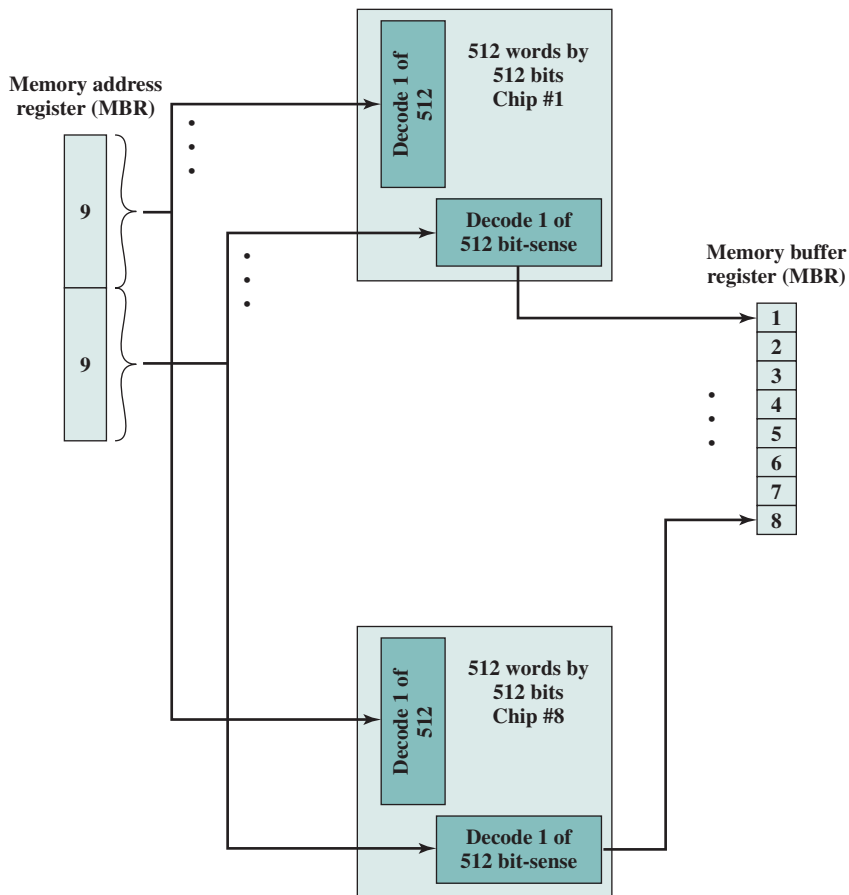 Memory address
register (MBR)
9
9
Decode 1 of
512
512 words by
512 bits
Chip #1
Decode 1 of
512 bit-sense
Memory buffer
register (MBR)
1
2
3
4
5
6
7
8
Decode 1 of
512
512 words by
512 bits
Chip #8
Decode 1 of
512 bit-sense